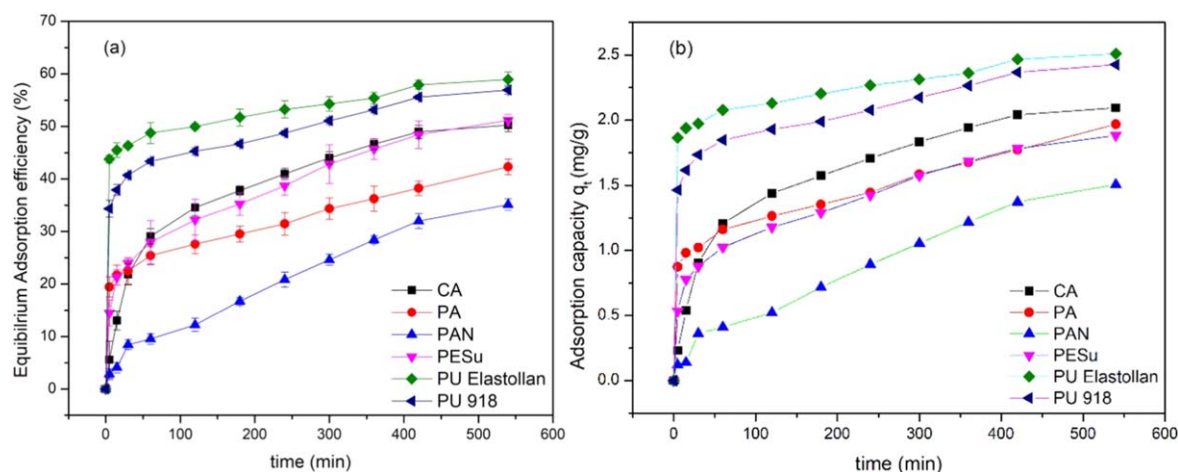 (a)
Equibilrium Adsorption efficiency (%)
70
60
50
40
30
20
10
0
CA
PA
PAN
PESu
PU Elastollan
PU 918
0 100 200 300 400 500 600
time (min)
(b)
Adsorption capacity qt (mg/g)
2.5
2.0
1.5
1.0
0.5
0.0
CA
PA
PAN
PESu
PU Elastollan
PU 918
0 100 200 300 400 500 600
time (min)